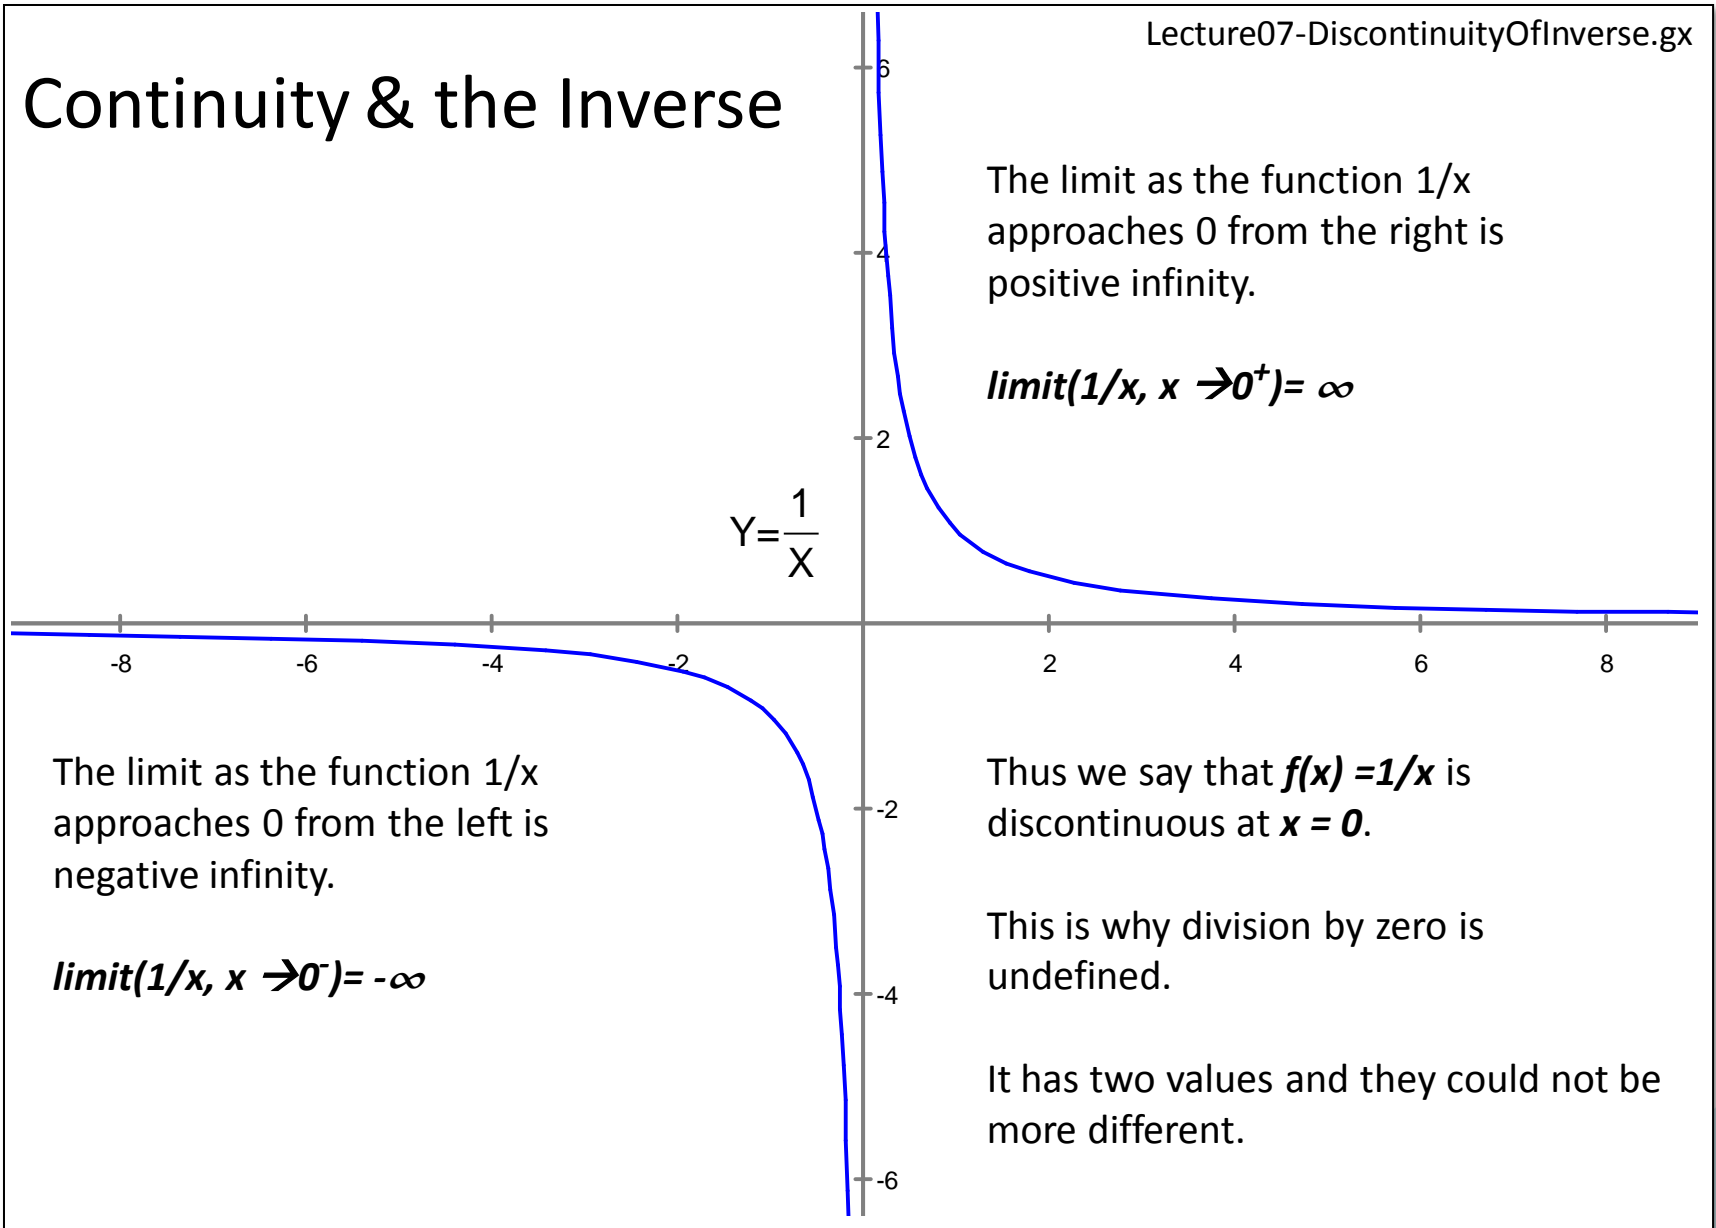 Lecture07-DiscontinuityOfInverse.gx
Continuity & the Inverse
The limit as the function 1/x
approaches 0 from the right is
positive infinity.
limit(1/x, x →0⁺)= ∞
Y=1/X
6
4
2
-8 -6 -4 -2 2 4 6 8
-2
-4
-6
The limit as the function 1/x
approaches 0 from the left is
negative infinity.
limit(1/x, x →0⁻)= -∞
Thus we say that f(x) =1/x is
discontinuous at x = 0.
This is why division by zero is
undefined.
It has two values and they could not be
more different.